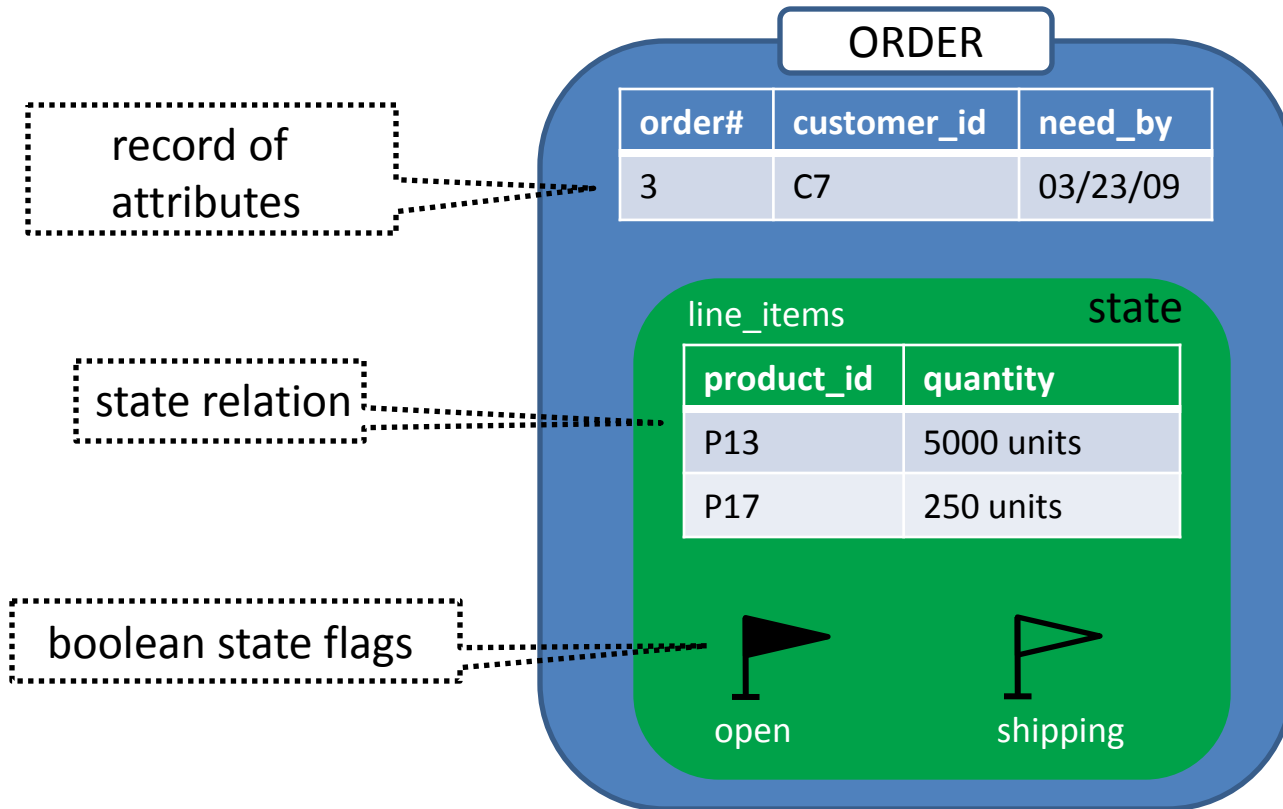 ORDER
order# customer_id need_by
3 C7 03/23/09
record of
attributes
line_items state
product_id quantity
P13 5000 units
P17 250 units
state relation
boolean state flags
open shipping